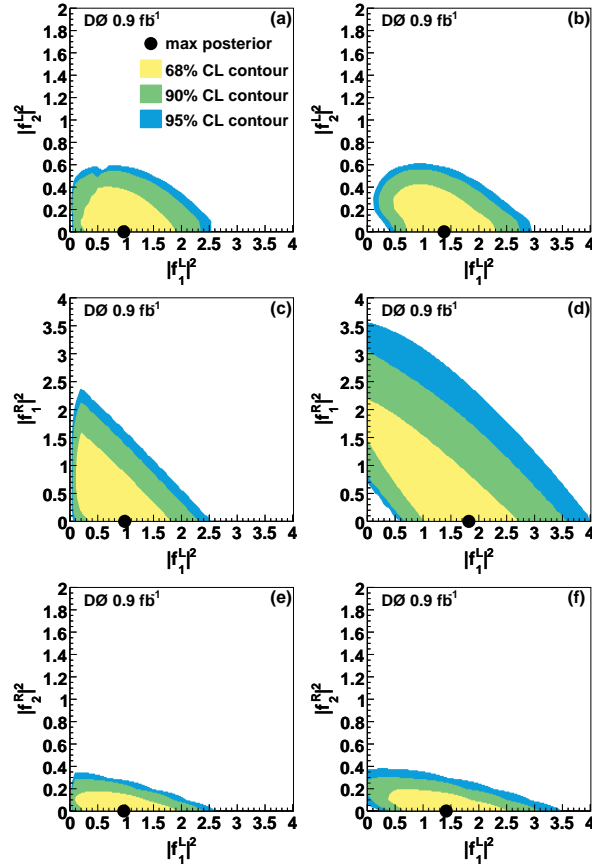 DØ 0.9 fb⁻¹ (a)
● max posterior
68% CL contour
90% CL contour
95% CL contour
|f₂ᴸ|²
2
1.8
1.6
1.4
1.2
1
0.8
0.6
0.4
0.2
0
0 0.5 1 1.5 2 2.5 3 3.5 4
|f₁ᴸ|²
DØ 0.9 fb⁻¹ (b)
|f₂ᴸ|²
2
1.8
1.6
1.4
1.2
1
0.8
0.6
0.4
0.2
0
0 0.5 1 1.5 2 2.5 3 3.5 4
|f₁ᴸ|²
DØ 0.9 fb⁻¹ (c)
|f₁ᴿ|²
4
3.5
3
2.5
2
1.5
1
0.5
0
0 0.5 1 1.5 2 2.5 3 3.5 4
|f₁ᴸ|²
DØ 0.9 fb⁻¹ (d)
|f₁ᴿ|²
4
3.5
3
2.5
2
1.5
1
0.5
0
0 0.5 1 1.5 2 2.5 3 3.5 4
|f₁ᴸ|²
DØ 0.9 fb⁻¹ (e)
|f₂ᴿ|²
2
1.8
1.6
1.4
1.2
1
0.8
0.6
0.4
0.2
0
0 0.5 1 1.5 2 2.5 3 3.5 4
|f₁ᴸ|²
DØ 0.9 fb⁻¹ (f)
|f₂ᴿ|²
2
1.8
1.6
1.4
1.2
1
0.8
0.6
0.4
0.2
0
0 0.5 1 1.5 2 2.5 3 3.5 4
|f₁ᴸ|²